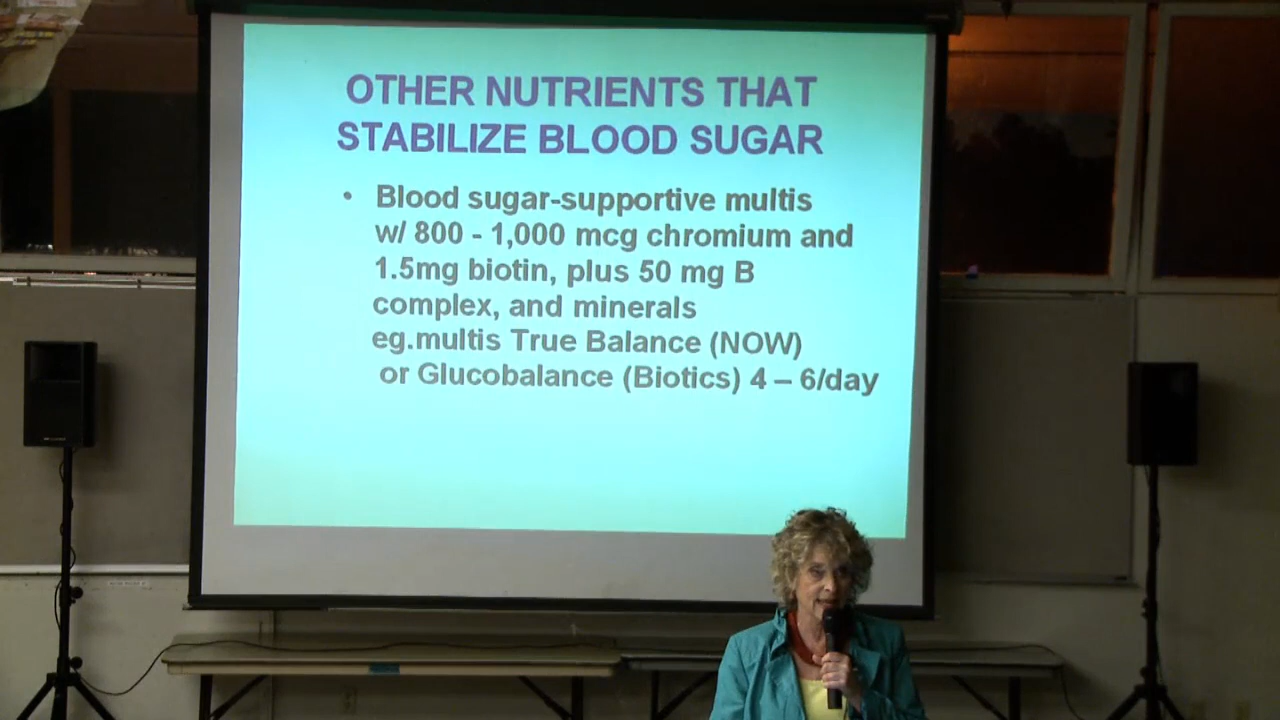 OTHER NUTRIENTS THAT
STABILIZE BLOOD SUGAR
• Blood sugar-supportive multis
w/ 800 - 1,000 mcg chromium and
1.5mg biotin, plus 50 mg B
complex, and minerals
eg.multis True Balance (NOW)
or Glucobalance (Biotics) 4 – 6/day